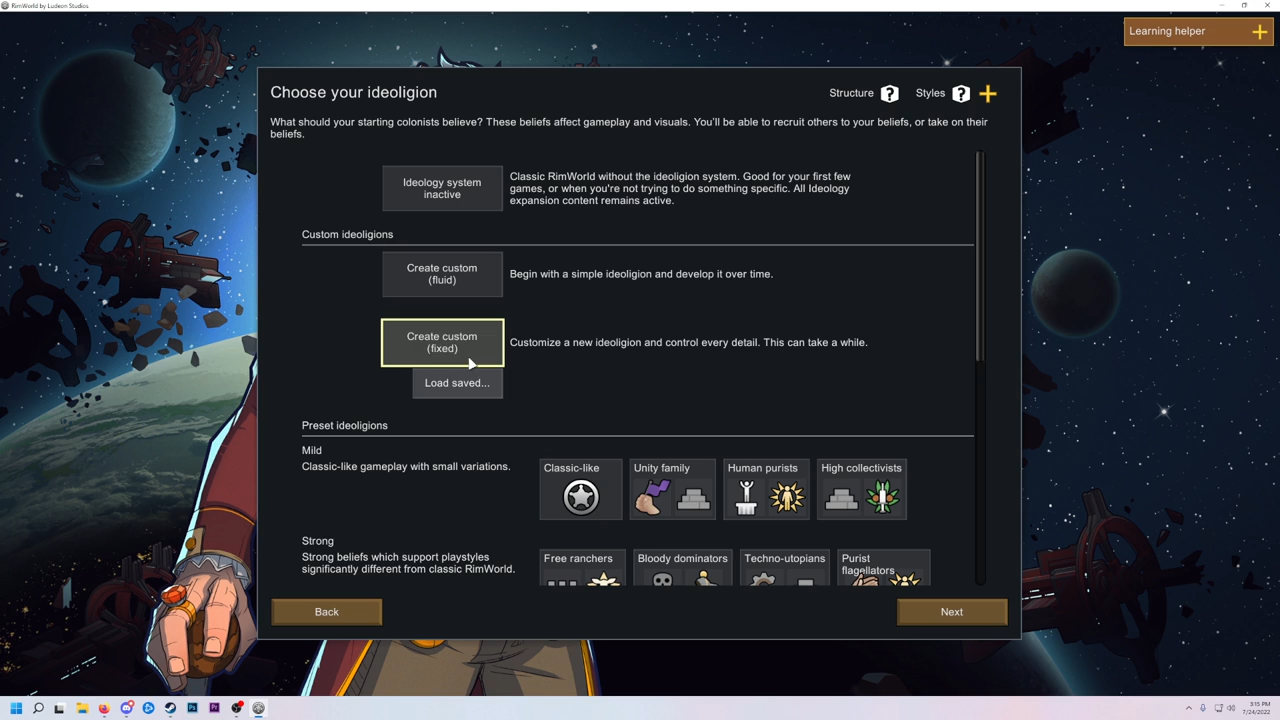 RimWorld by Ludeon Studios
Learning helper
Choose your ideoligion
Structure ?
Styles ?
What should your starting colonists believe? These beliefs affect gameplay and visuals. You'll be able to recruit others to your beliefs, or take on their
beliefs.
Ideology system
inactive
Classic RimWorld without the ideoligion system. Good for your first few
games, or when you're not trying to do something specific. All Ideology
expansion content remains active.
Custom ideoligions
Create custom
(fluid)
Begin with a simple ideoligion and develop it over time.
Create custom
(fixed)
Customize a new ideoligion and control every detail. This can take a while.
Load saved...
Preset ideoligions
Mild
Classic-like gameplay with small variations.
Classic-like
Unity family
Human purists
High collectivists
Strong
Strong beliefs which support playstyles
significantly different from classic RimWorld.
Free ranchers
Bloody dominators
Techno-utopians
Purist
flagellators
Back
Next
Ps
Pr
3:15 PM
7/24/2022